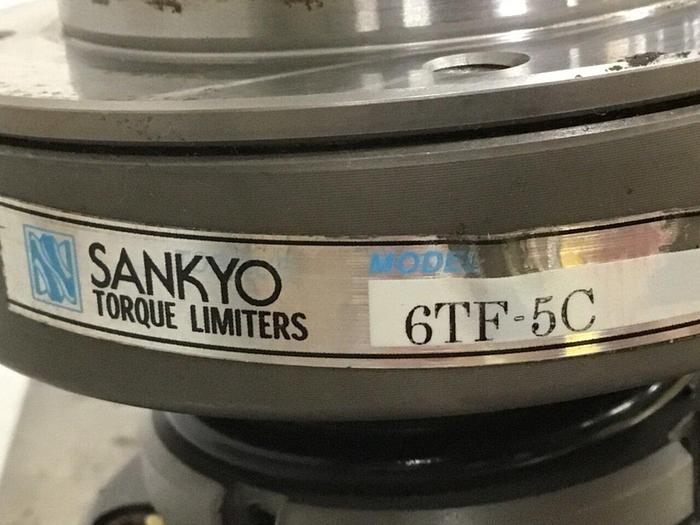 SANKYO
TORQUE LIMITERS
MODEL
6TF-5C